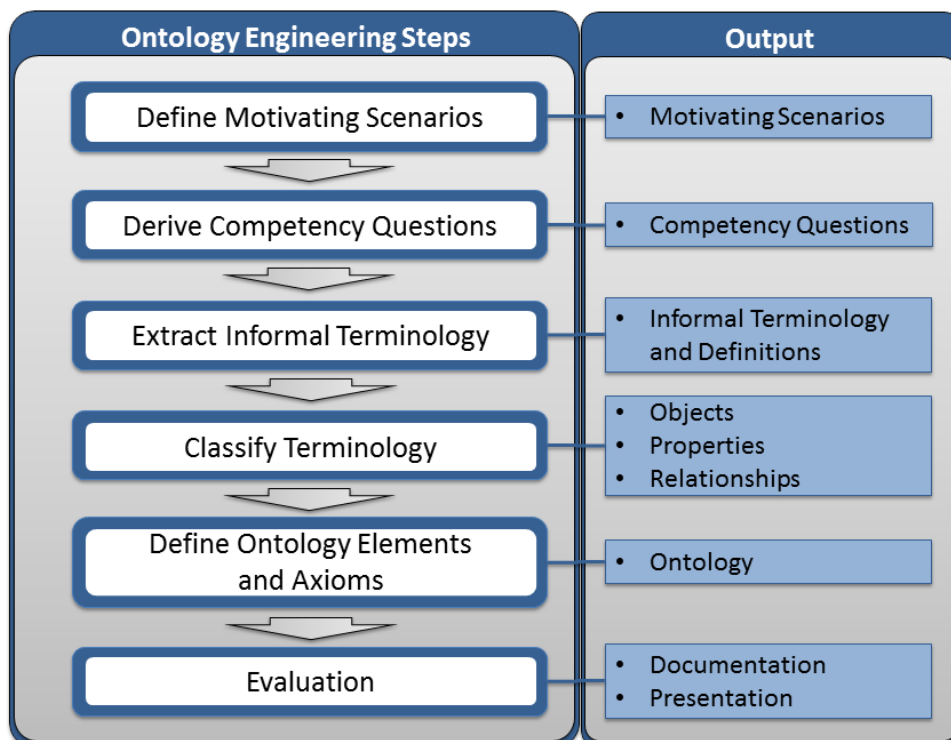 Ontology Engineering Steps
Output
Define Motivating Scenarios
• Motivating Scenarios
Derive Competency Questions
• Competency Questions
Extract Informal Terminology
• Informal Terminology
and Definitions
Classify Terminology
• Objects
• Properties
• Relationships
Define Ontology Elements
and Axioms
• Ontology
Evaluation
• Documentation
• Presentation